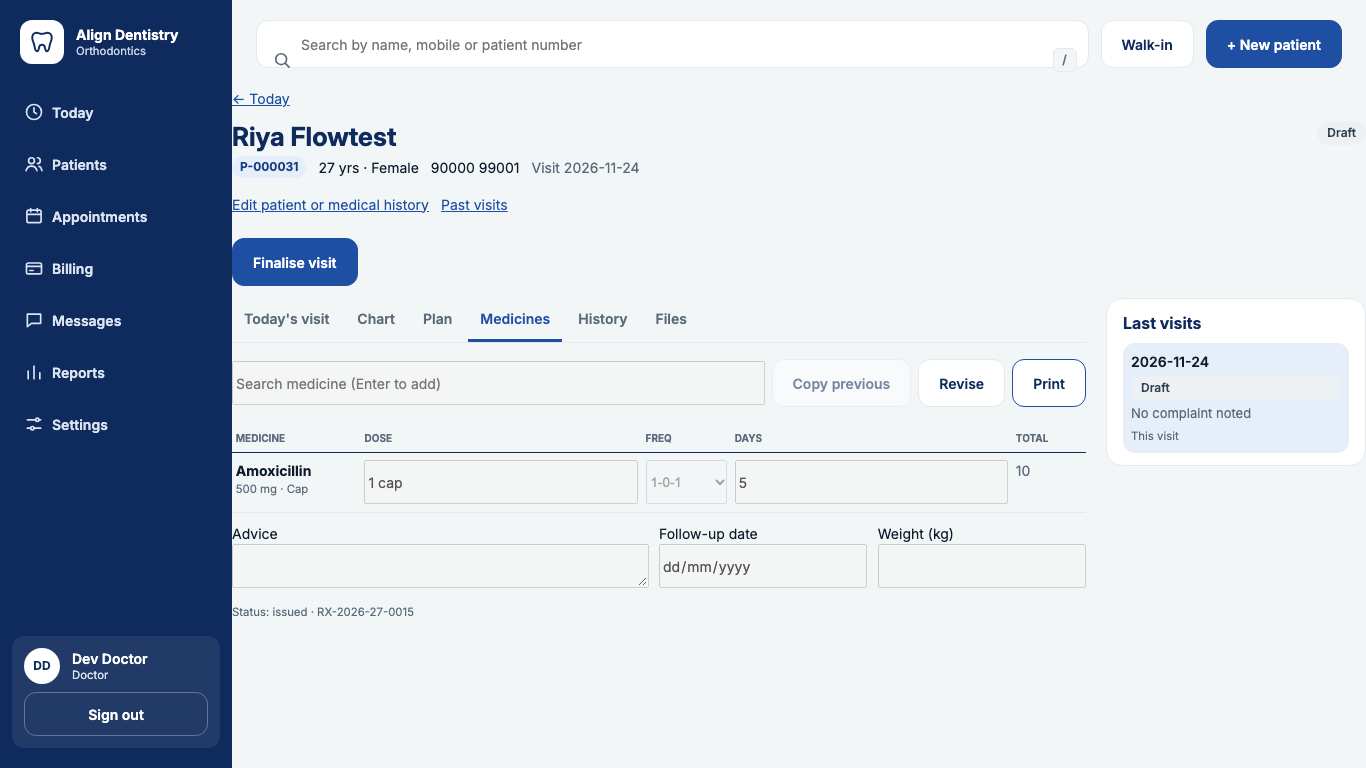 Align Dentistry
Orthodontics
Today
Patients
Appointments
Billing
Messages
Reports
Settings
DD
Dev Doctor
Doctor
Sign out
Search by name, mobile or patient number
/
Walk-in
+ New patient
← Today
Riya Flowtest
Draft
P-000031 27 yrs · Female 90000 99001 Visit 2026-11-24
Edit patient or medical history Past visits
Finalise visit
Today's visit Chart Plan Medicines History Files
Search medicine (Enter to add)
Copy previous
Revise
Print
MEDICINE DOSE FREQ DAYS TOTAL
Amoxicillin 1 cap 1-0-1 5 10
500 mg · Cap
Advice Follow-up date Weight (kg)
dd/mm/yyyy
Status: issued · RX-2026-27-0015
Last visits
2026-11-24
Draft
No complaint noted
This visit